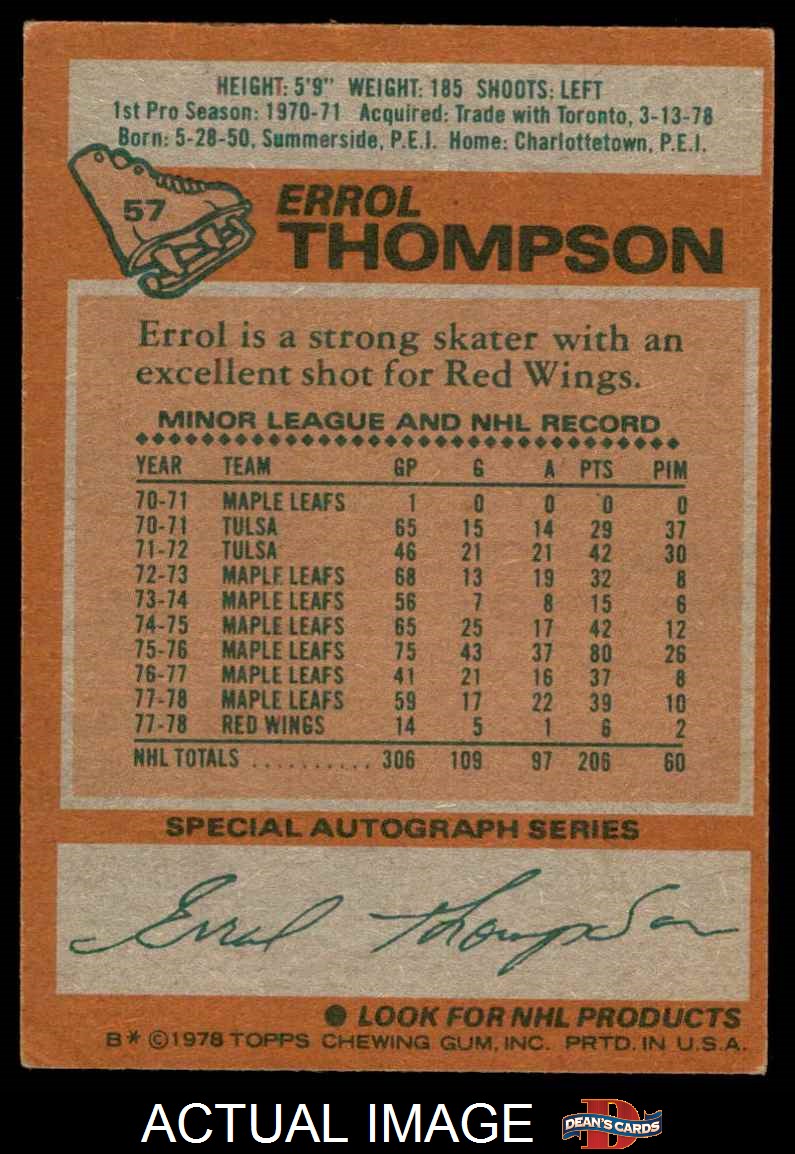 HEIGHT: 5'9" WEIGHT: 185 SHOOTS: LEFT
1st Pro Season: 1970-71 Acquired: Trade with Toronto, 3-13-78
Born: 5-28-50, Summerside, P.E.I. Home: Charlottetown, P.E.I.
57
ERROL
THOMPSON
Errol is a strong skater with an
excellent shot for Red Wings.
MINOR LEAGUE AND NHL RECORD
YEAR TEAM GP G A PTS PIM
70-71 MAPLE LEAFS 1 0 0 0 0
70-71 TULSA 65 15 14 29 37
71-72 TULSA 46 21 21 42 30
72-73 MAPLE LEAFS 68 13 19 32 8
73-74 MAPLE LEAFS 56 7 8 15 6
74-75 MAPLE LEAFS 65 25 17 42 12
75-76 MAPLE LEAFS 75 43 37 80 26
76-77 MAPLE LEAFS 41 21 16 37 8
77-78 MAPLE LEAFS 59 17 22 39 10
77-78 RED WINGS 14 5 1 6 2
NHL TOTALS .......... 306 109 97 206 60
SPECIAL AUTOGRAPH SERIES
Errol Thompson
● LOOK FOR NHL PRODUCTS
B* ©1978 TOPPS CHEWING GUM, INC. PRTD. IN U.S.A.
ACTUAL IMAGE
D
DEAN'S CARDS